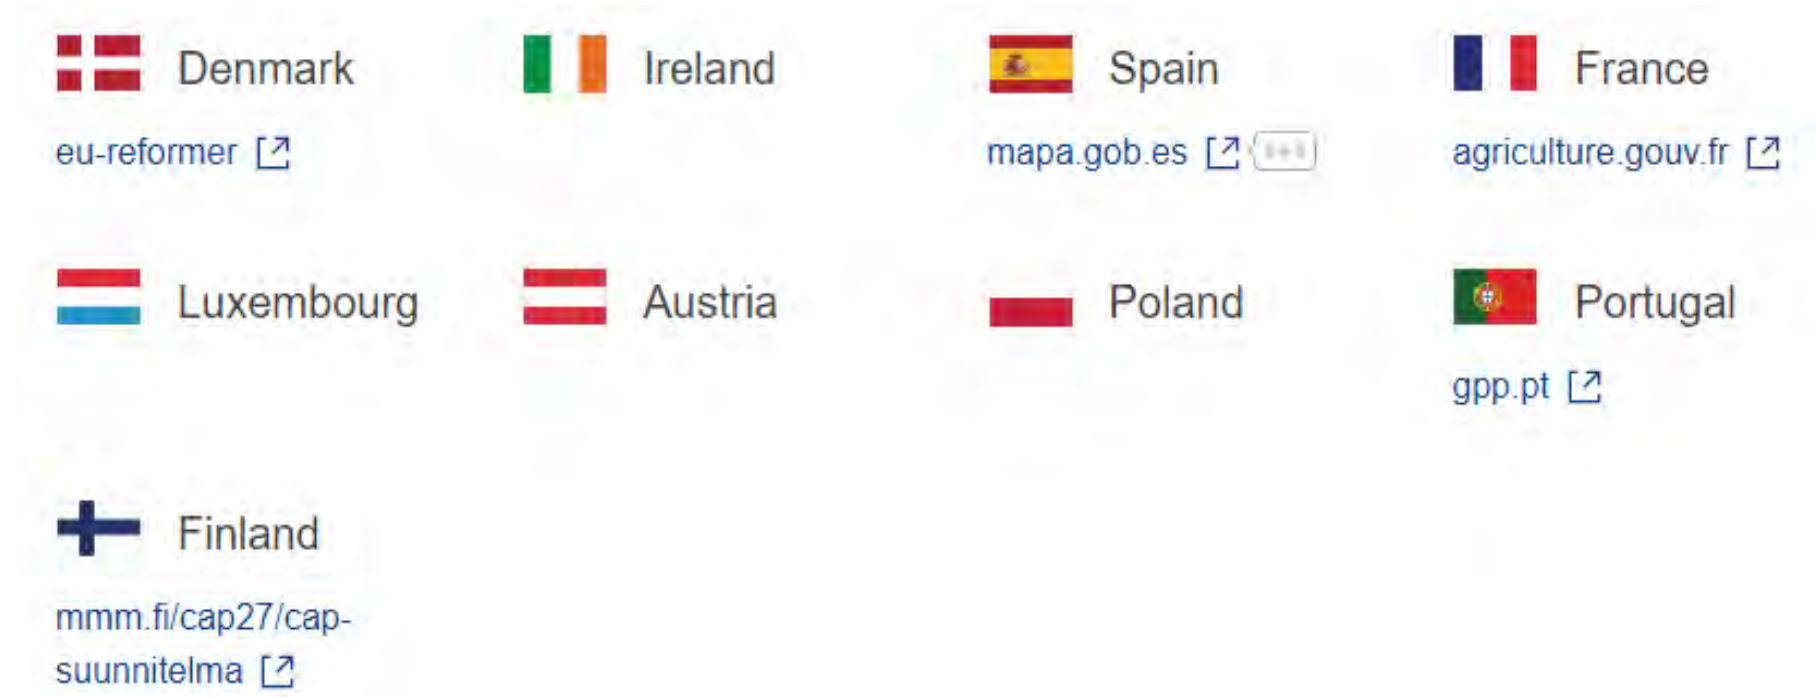 Denmark
Ireland
Spain
France
eu-reformer
mapa.gob.es
agriculture.gouv.fr
Luxembourg
Austria
Poland
Portugal
gpp.pt
Finland
mmm.fi/cap27/cap-
suunnitelma